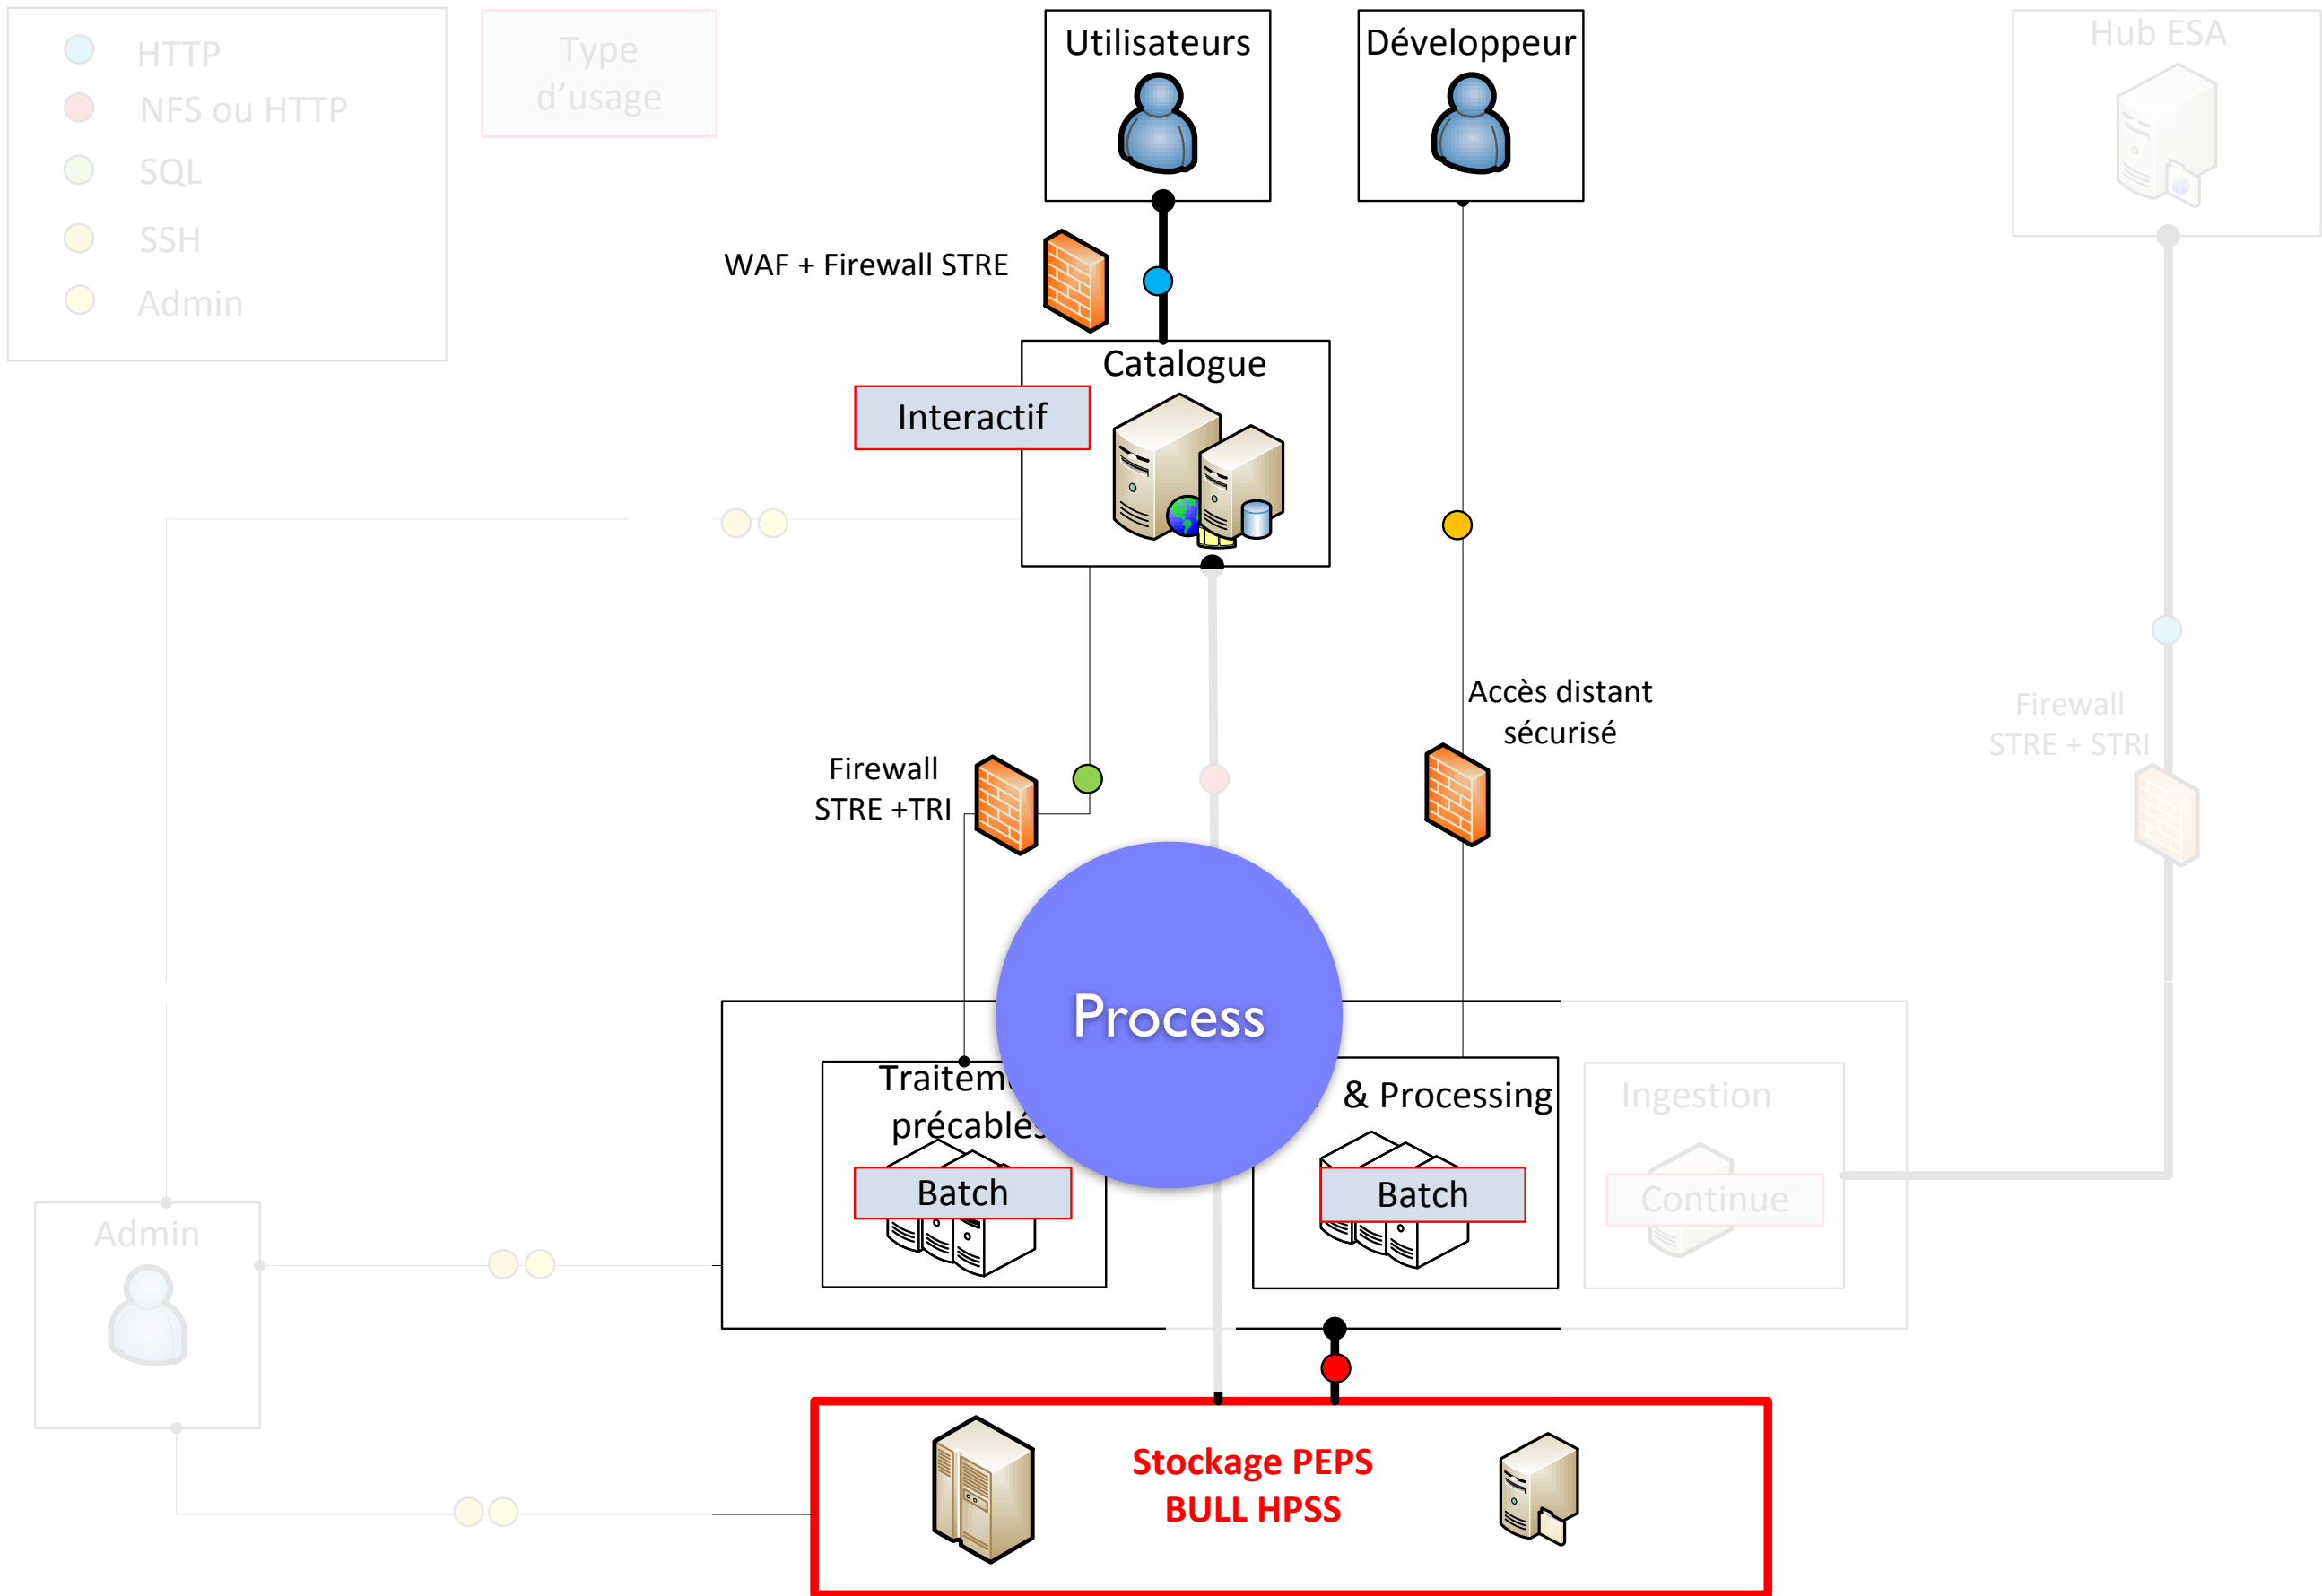 HTTP
NFS ou HTTP
SQL
SSH
Admin
Type
d'usage
Utilisateurs
Développeur
Hub ESA
WAF + Firewall STRE
Catalogue
Interactif
Accès distant
sécurisé
Firewall
STRE + STRI
Firewall
STRE +TRI
Process
Traitem
précablés
Batch
& Processing
Batch
Ingestion
Continue
Admin
Stockage PEPS
BULL HPSS